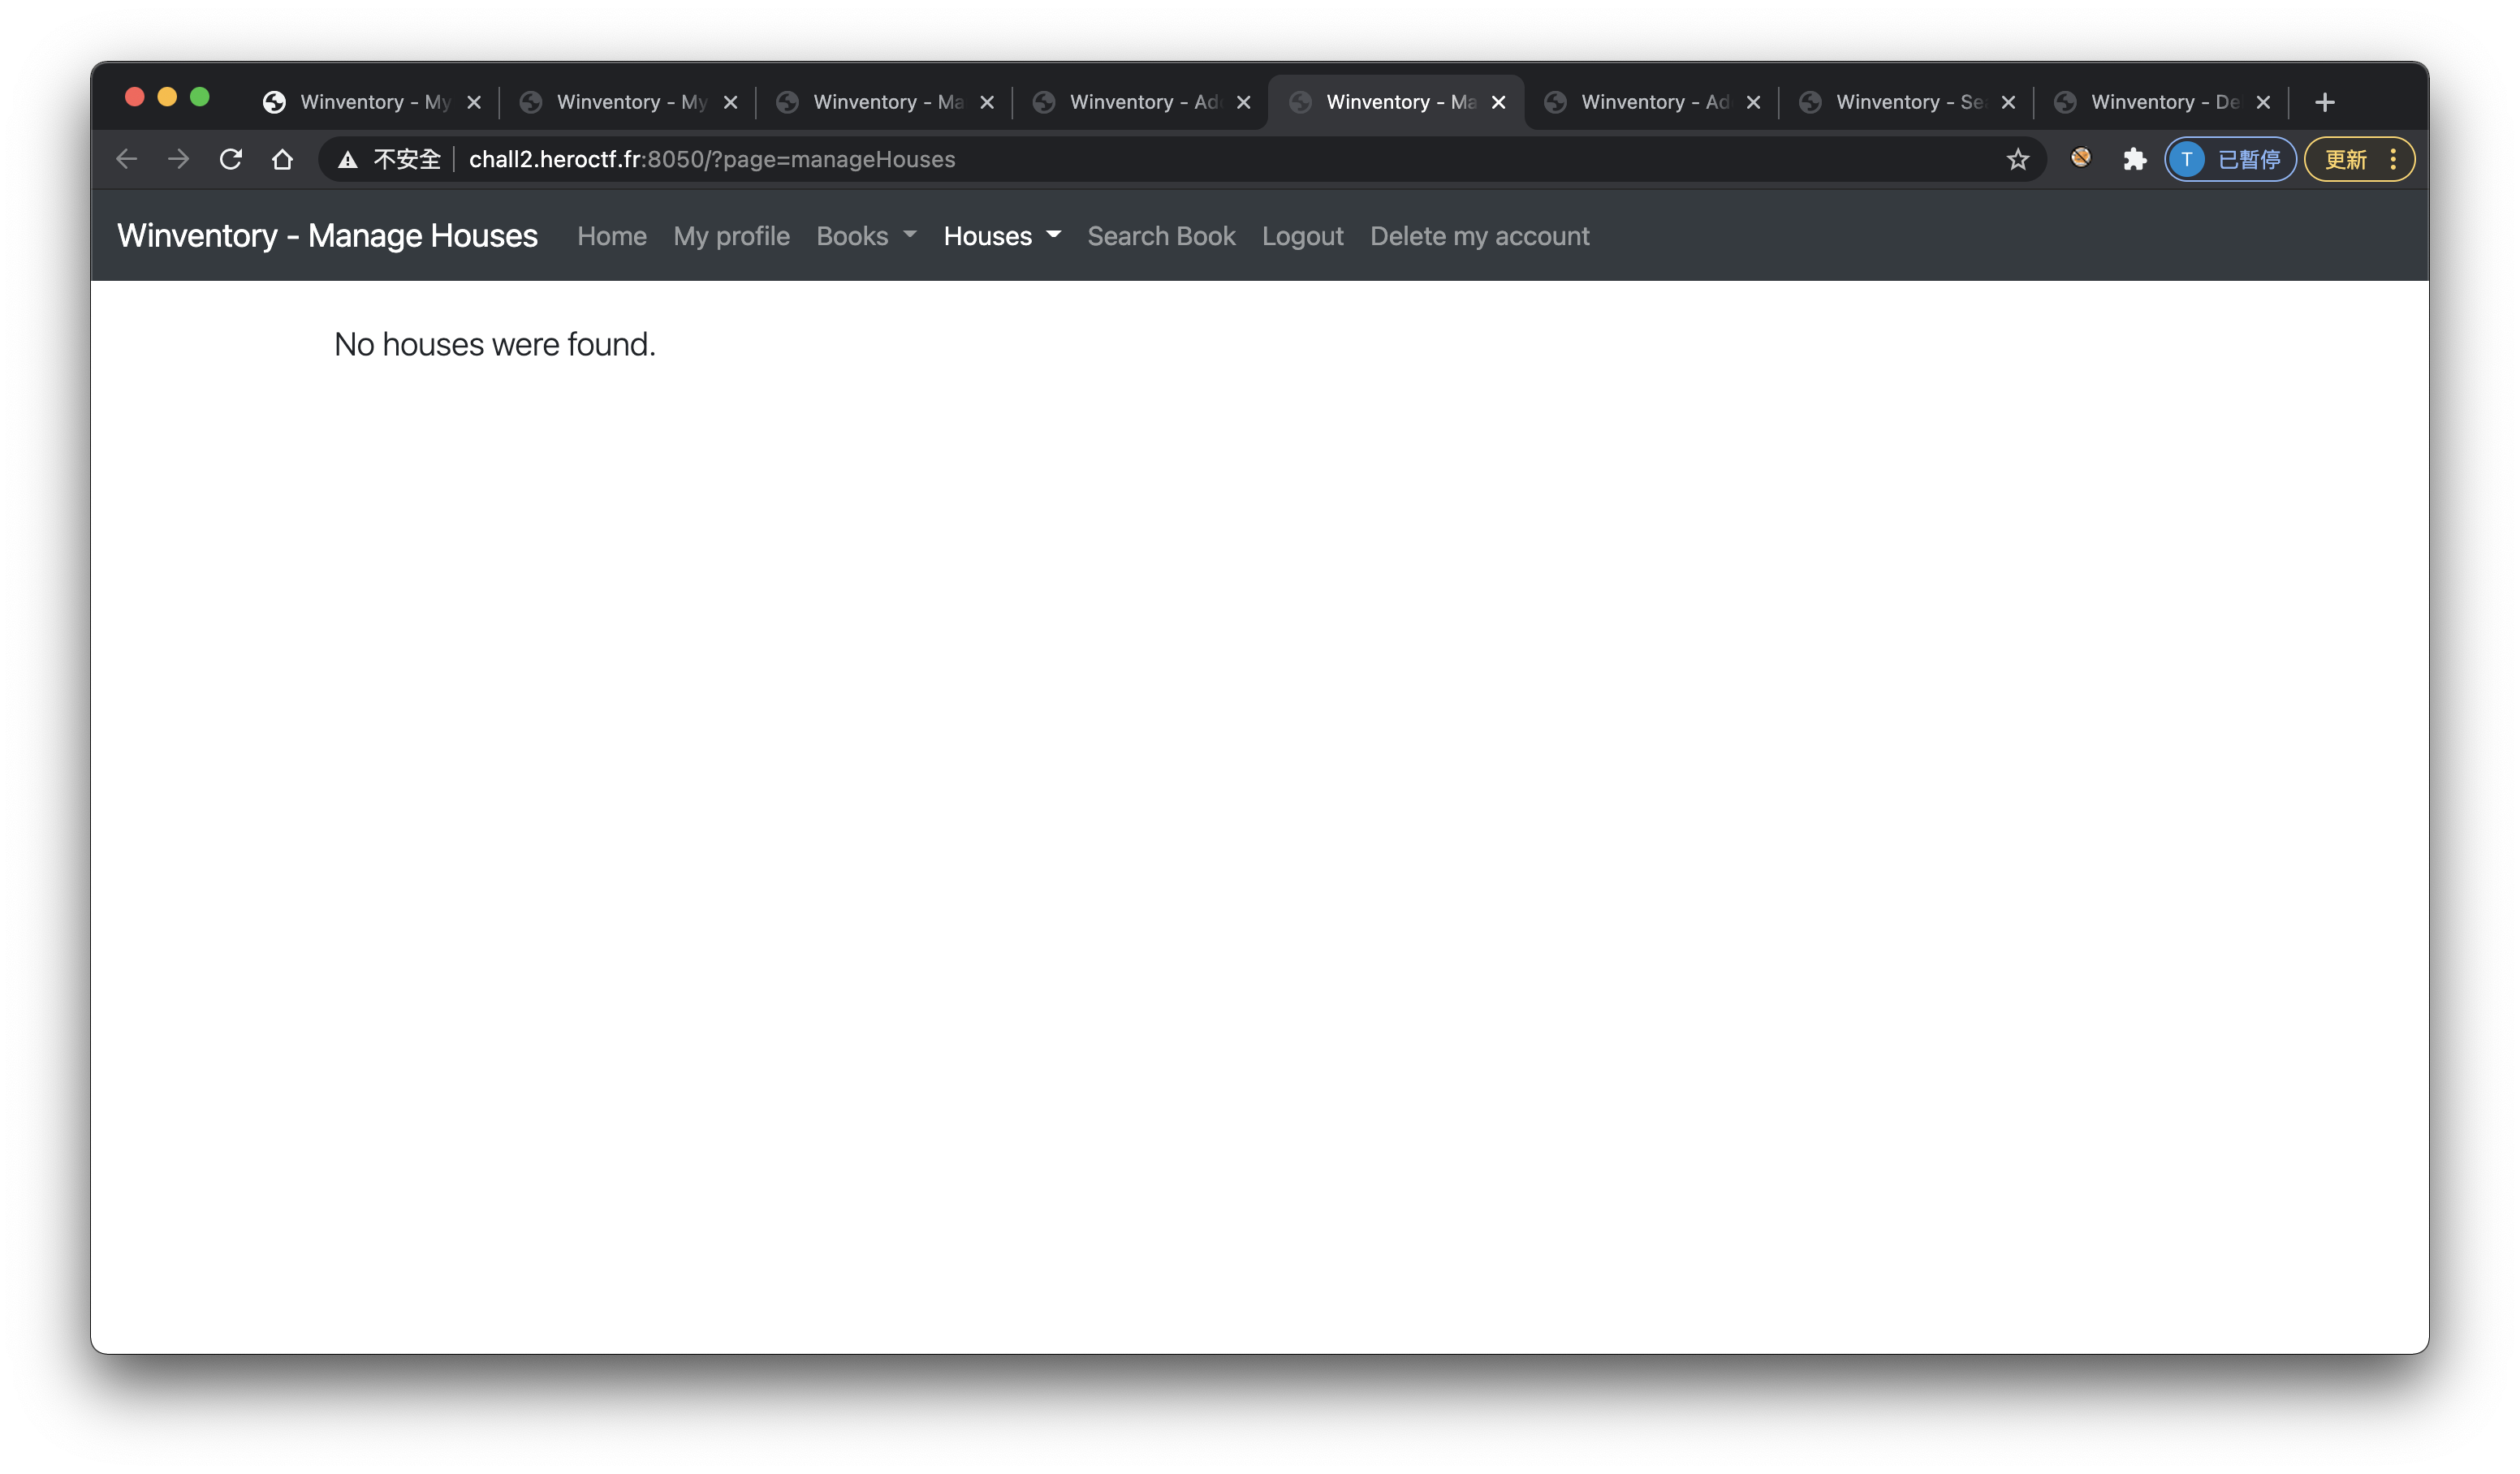 Winventory - My
Winventory - My
Winventory - Ma
Winventory - Ad
Winventory - Ma
Winventory - Ad
Winventory - Se
Winventory - De
不安全
chall2.heroctf.fr:8050/?page=manageHouses
T
已暫停
更新
Winventory - Manage Houses
Home
My profile
Books
Houses
Search Book
Logout
Delete my account
No houses were found.